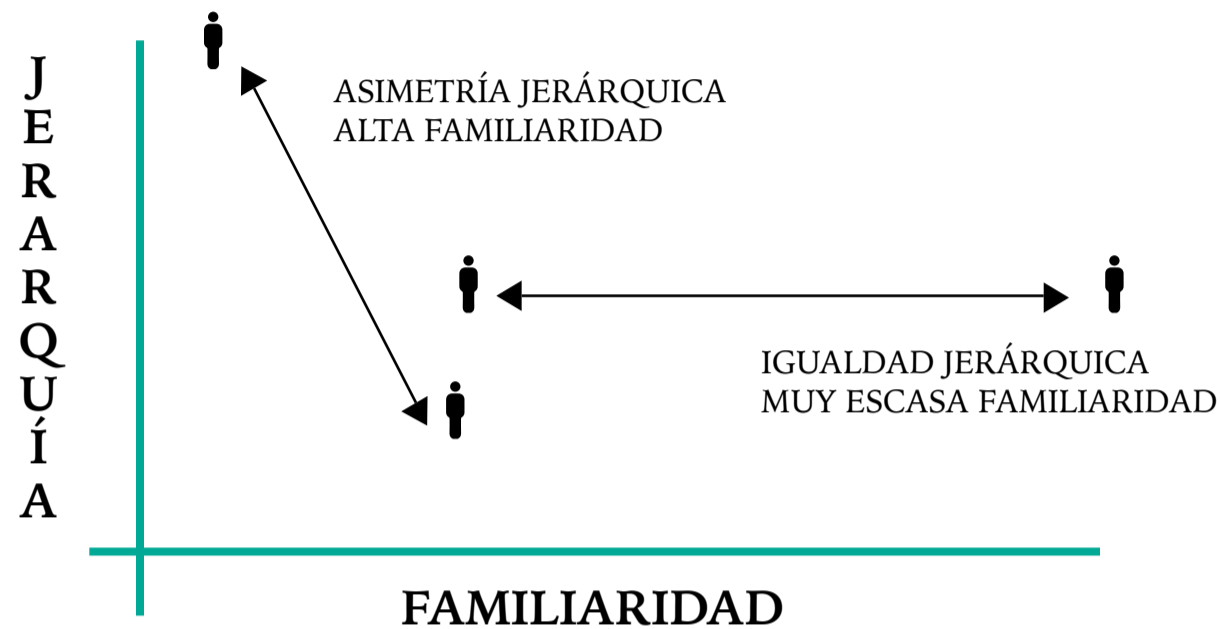 JERARQUÍA
ASIMETRÍA JERÁRQUICA
ALTA FAMILIARIDAD
IGUALDAD JERÁRQUICA
MUY ESCASA FAMILIARIDAD
FAMILIARIDAD